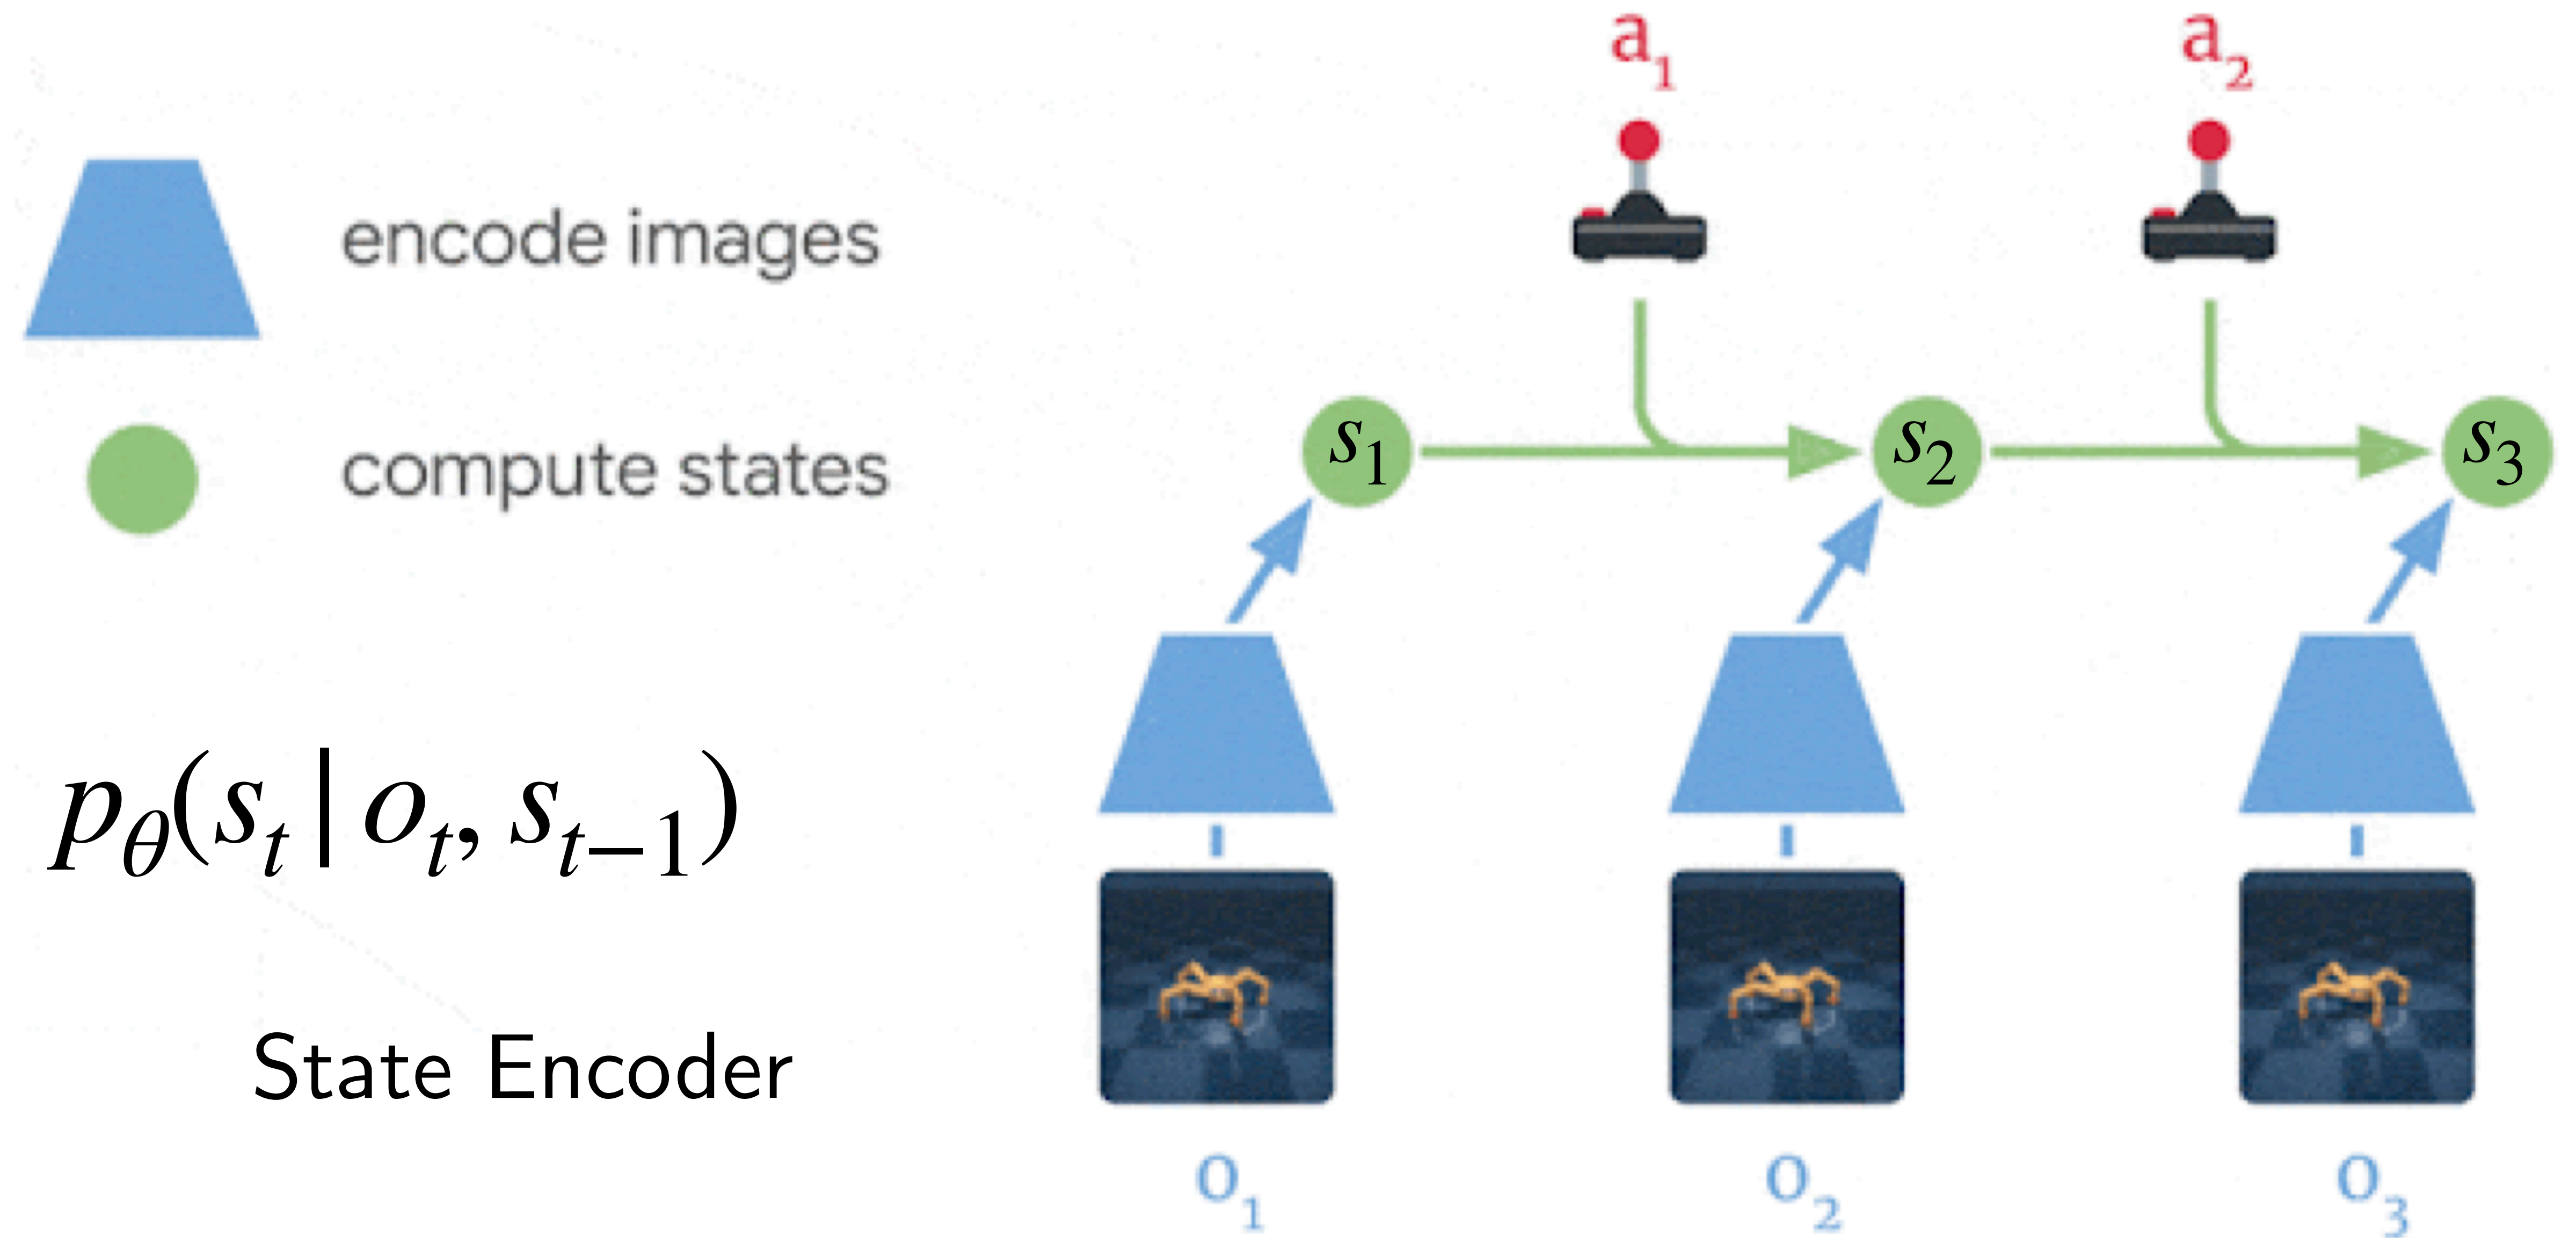 a₁ a₂
encode images
s₁ s₂ s₃
compute states
pθ(sₜ | oₜ, sₜ₋₁)
State Encoder
o₁ o₂ o₃